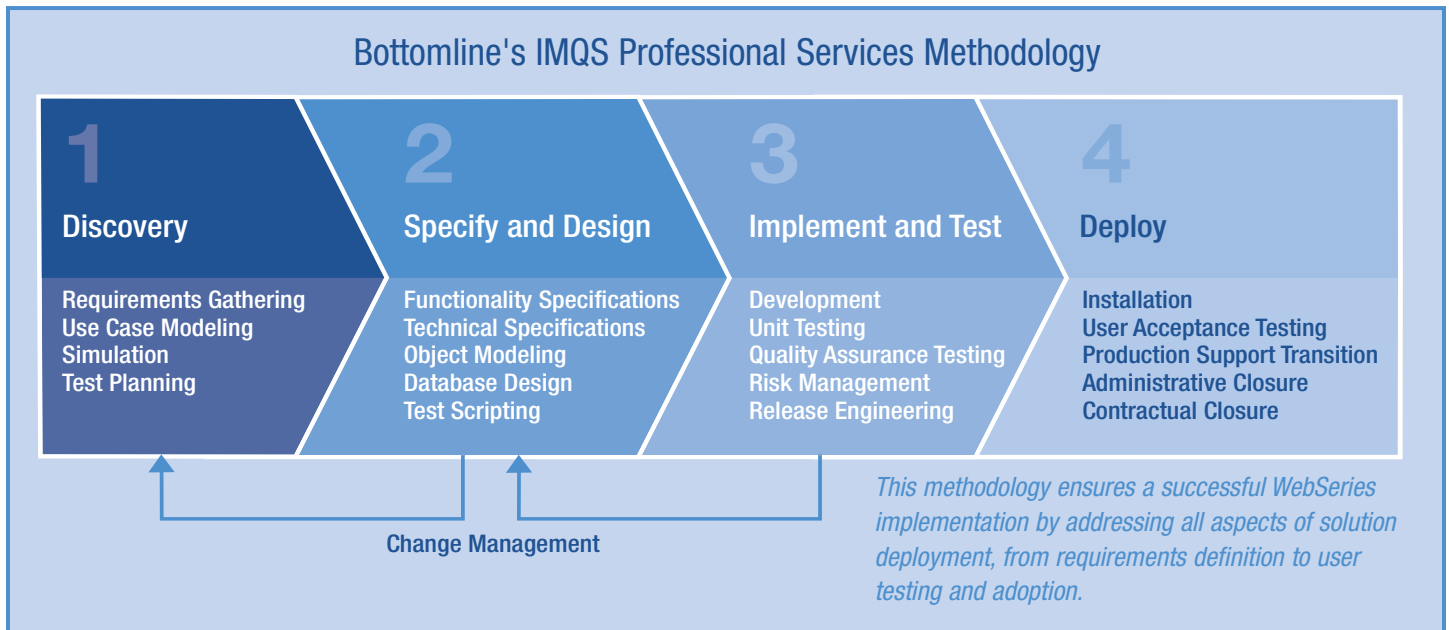 Bottomline's IMQS Professional Services Methodology
1
Discovery
Requirements Gathering
Use Case Modeling
Simulation
Test Planning
2
Specify and Design
Functionality Specifications
Technical Specifications
Object Modeling
Database Design
Test Scripting
3
Implement and Test
Development
Unit Testing
Quality Assurance Testing
Risk Management
Release Engineering
4
Deploy
Installation
User Acceptance Testing
Production Support Transition
Administrative Closure
Contractual Closure
Change Management
This methodology ensures a successful WebSeries
implementation by addressing all aspects of solution
deployment, from requirements definition to user
testing and adoption.